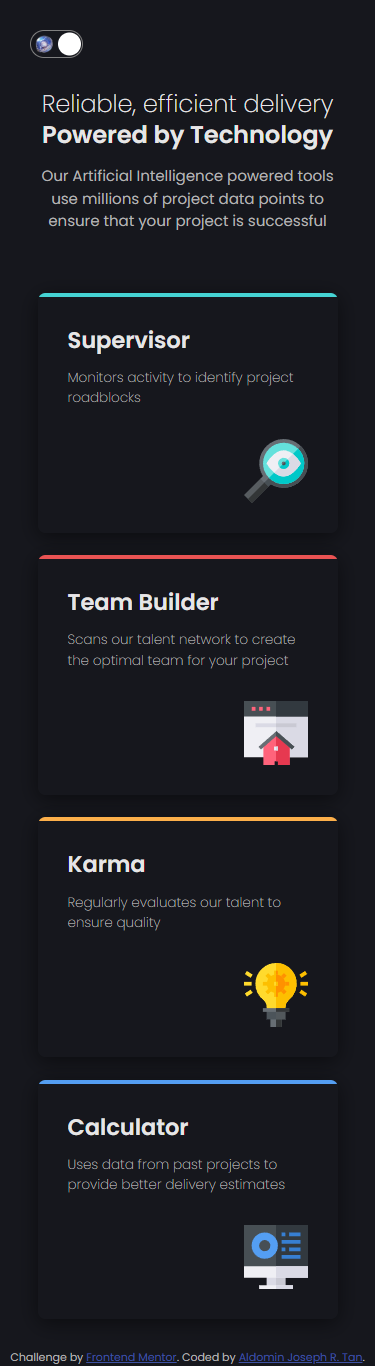 Reliable, efficient delivery
Powered by Technology
Our Artificial Intelligence powered tools
use millions of project data points to
ensure that your project is successful
Supervisor
Monitors activity to identify project
roadblocks
Team Builder
Scans our talent network to create
the optimal team for your project
Karma
Regularly evaluates our talent to
ensure quality
Calculator
Uses data from past projects to
provide better delivery estimates
Challenge by Frontend Mentor. Coded by Aldomin Joseph R. Tan.